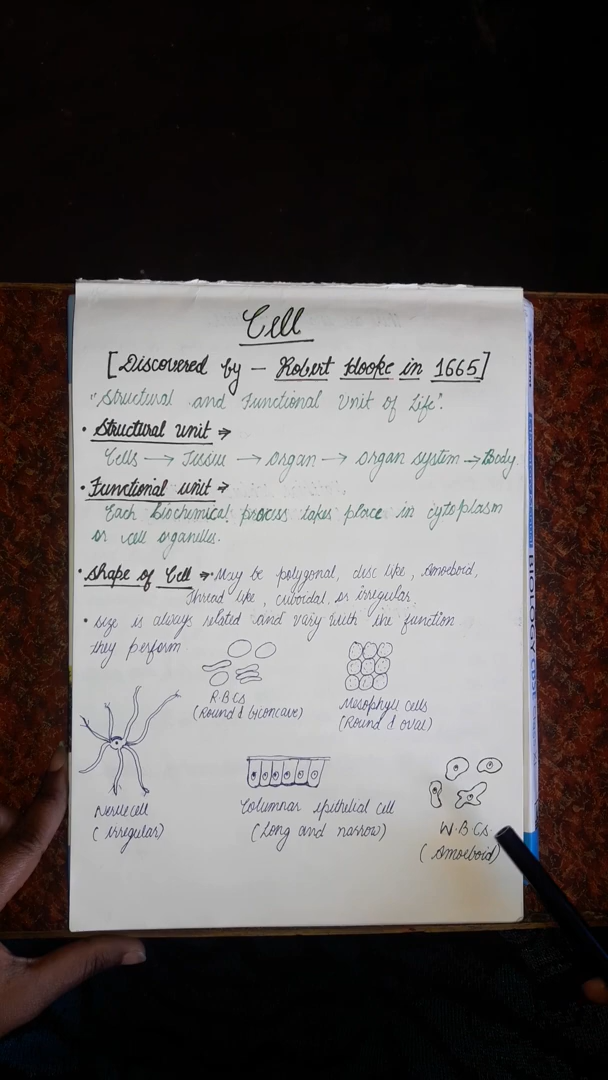 Cell
[Discovered by - Robert Hooke in 1665]
"Structural and Functional Unit of Life".
• Structural unit →
Cells → Tissue → Organ → Organ system → Body.
• Functional unit →
Each biochemical process takes place in cytoplasm
or cell organelles.
• Shape of Cell → • May be polygonal, disc like, Amoeboid,
Thread like, cuboidal, or irregular.
• size is always related and vary with the function
they perform
R.B.Cs
(Round & biconcave)
Mesophyll cells
(Round & oval)
Nerve cell
(irregular)
Columnar epithelial cell
(Long and narrow)
W.B.Cs
(Amoeboid)
BIOLOGY